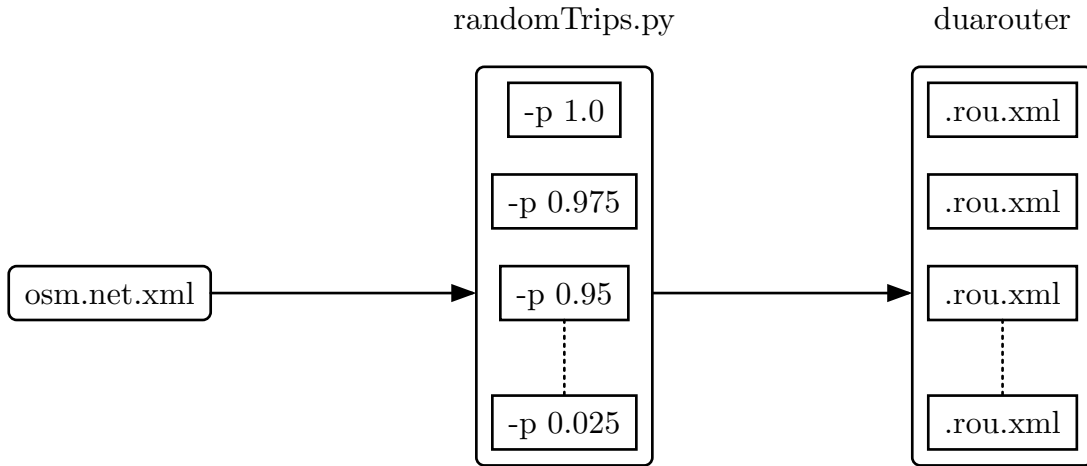 randomTrips.py
duarouter
-p 1.0
.rou.xml
-p 0.975
.rou.xml
osm.net.xml
-p 0.95
.rou.xml
-p 0.025
.rou.xml